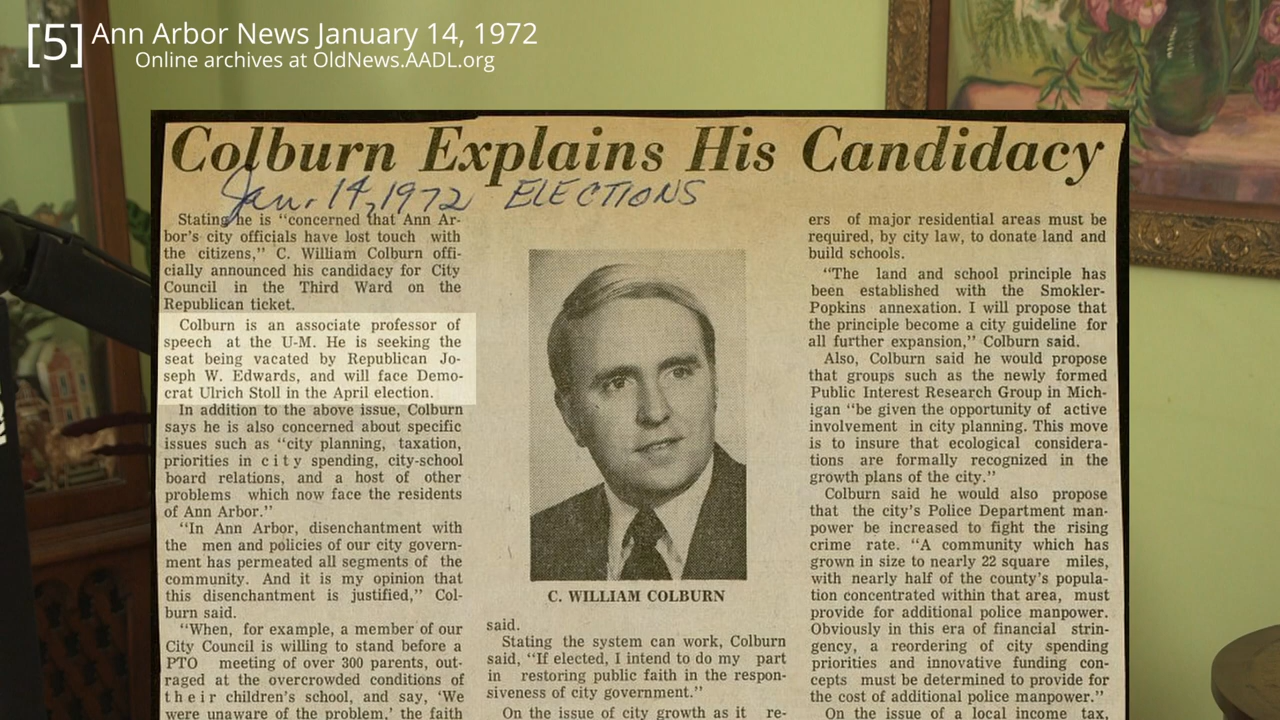 [5] Ann Arbor News January 14, 1972
Online archives at OldNews.AADL.org
Colburn Explains His Candidacy
Jan. 14, 1972 ELECTIONS
Stating he is “concerned that Ann Ar-
bor’s city officials have lost touch with
the citizens,” C. William Colburn offi-
cially announced his candidacy for City
Council in the Third Ward on the
Republican ticket.
Colburn is an associate professor of
speech at the U-M. He is seeking the
seat being vacated by Republican Jo-
seph W. Edwards, and will face Demo-
crat Ulrich Stoll in the April election.
In addition to the above issue, Colburn
says he is also concerned about specific
issues such as “city planning, taxation,
priorities in city spending, city-school
board relations, and a host of other
problems which now face the residents
of Ann Arbor.”
“In Ann Arbor, disenchantment with
the men and policies of our city govern-
ment has permeated all segments of the
community. And it is my opinion that
this disenchantment is justified,” Col-
burn said.
“When, for example, a member of our
City Council is willing to stand before a
PTO meeting of over 300 parents, out-
raged at the overcrowded conditions of
their children’s school, and say, ‘We
were unaware of the problem,’ the faith
C. WILLIAM COLBURN
said.
Stating the system can work, Colburn
said, “If elected, I intend to do my part
in restoring public faith in the respon-
siveness of city government.”
On the issue of city growth as it re-
ers of major residential areas must be
required, by city law, to donate land and
build schools.
“The land and school principle has
been established with the Smokler-
Popkins annexation. I will propose that
the principle become a city guideline for
all further expansion,” Colburn said.
Also, Colburn said he would propose
that groups such as the newly formed
Public Interest Research Group in Mich-
igan “be given the opportunity of active
involvement in city planning. This move
is to insure that ecological considera-
tions are formally recognized in the
growth plans of the city.”
Colburn said he would also propose
that the city’s Police Department man-
power be increased to fight the rising
crime rate. “A community which has
grown in size to nearly 22 square miles,
with nearly half of the county’s popula-
tion concentrated within that area, must
provide for additional police manpower.
Obviously in this era of financial strin-
gency, a reordering of city spending
priorities and innovative funding con-
cepts must be determined to provide for
the cost of additional police manpower.”
On the issue of a local income tax,